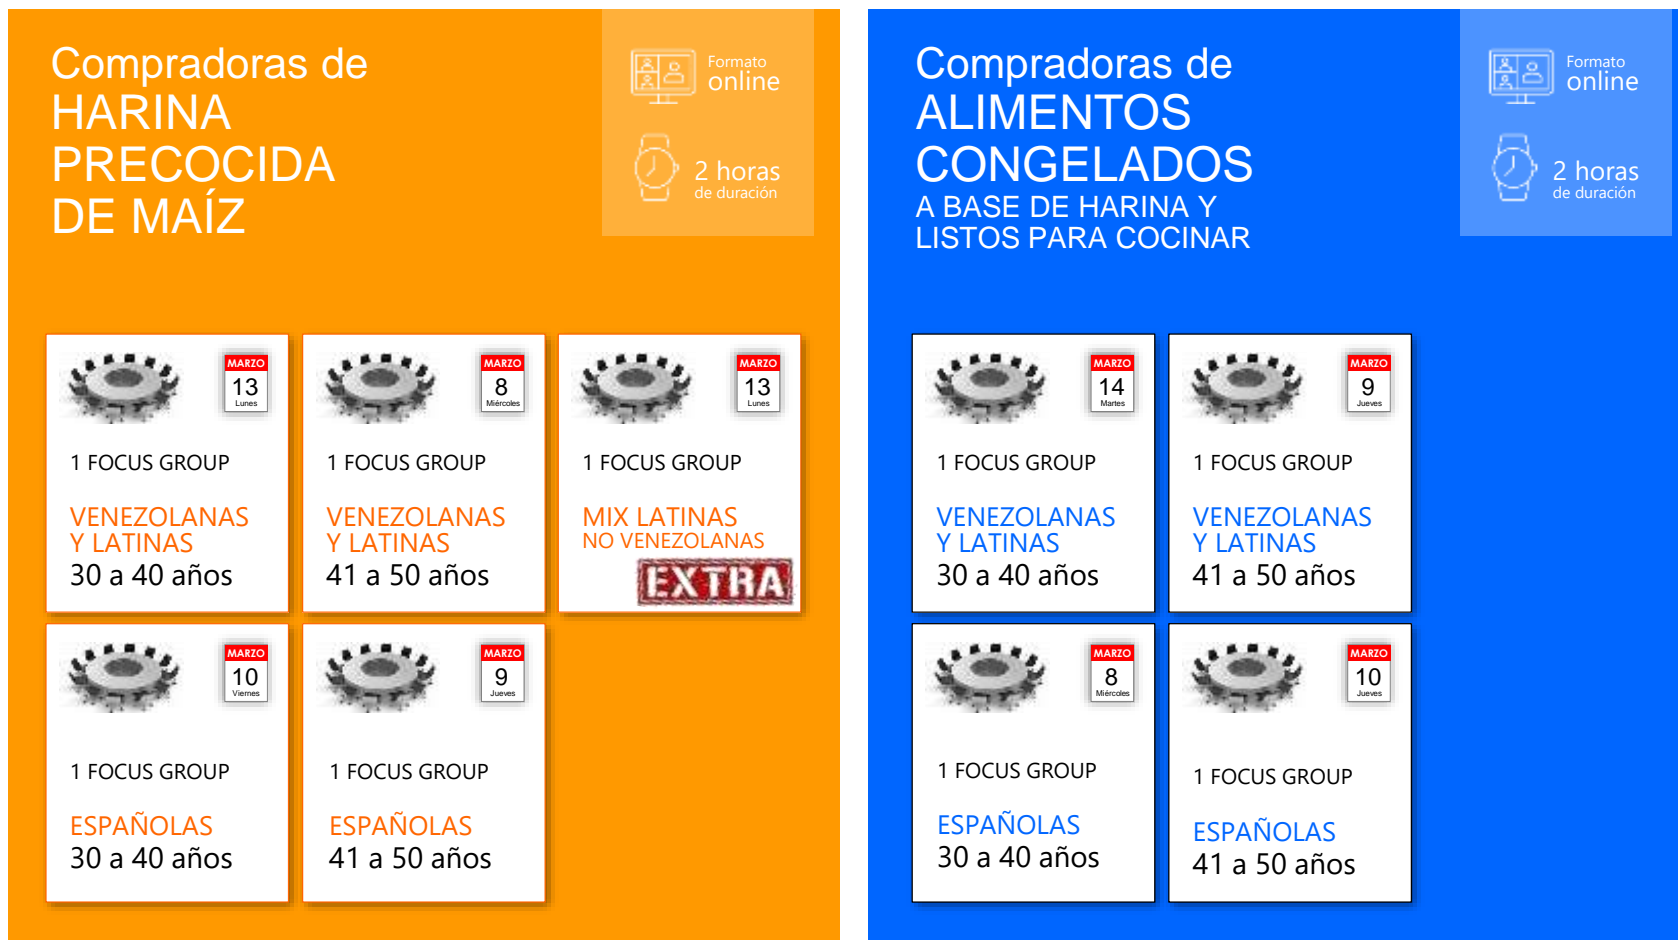 Compradoras de
HARINA
PRECOCIDA
DE MAÍZ
Formato
online
2 horas
de duración
MARZO
13
Lunes
1 FOCUS GROUP
VENEZOLANAS
Y LATINAS
30 a 40 años
MARZO
8
Miércoles
1 FOCUS GROUP
VENEZOLANAS
Y LATINAS
41 a 50 años
MARZO
13
Lunes
1 FOCUS GROUP
MIX LATINAS
NO VENEZOLANAS
EXTRA
MARZO
10
Viernes
1 FOCUS GROUP
ESPAÑOLAS
30 a 40 años
MARZO
9
Jueves
1 FOCUS GROUP
ESPAÑOLAS
41 a 50 años
Compradoras de
ALIMENTOS
CONGELADOS
A BASE DE HARINA Y
LISTOS PARA COCINAR
Formato
online
2 horas
de duración
MARZO
14
Martes
1 FOCUS GROUP
VENEZOLANAS
Y LATINAS
30 a 40 años
MARZO
9
Jueves
1 FOCUS GROUP
VENEZOLANAS
Y LATINAS
41 a 50 años
MARZO
8
Miércoles
1 FOCUS GROUP
ESPAÑOLAS
30 a 40 años
MARZO
10
Jueves
1 FOCUS GROUP
ESPAÑOLAS
41 a 50 años